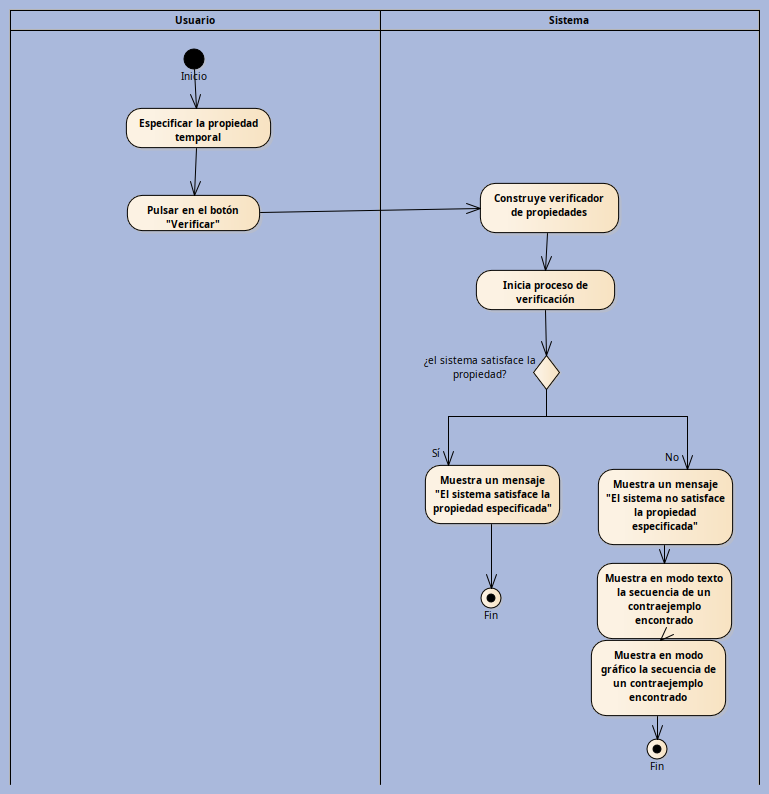 Usuario
Sistema
Inicio
Especificar la propiedad
temporal
Pulsar en el botón
"Verificar"
Construye verificador
de propiedades
Inicia proceso de
verificación
¿el sistema satisface la
propiedad?
Sí
No
Muestra un mensaje
"El sistema satisface la
propiedad especificada"
Fin
Muestra un mensaje
"El sistema no satisface
la propiedad
especificada"
Muestra en modo texto
la secuencia de un
contraejemplo
encontrado
Muestra en modo
gráfico la secuencia de
un contraejemplo
encontrado
Fin